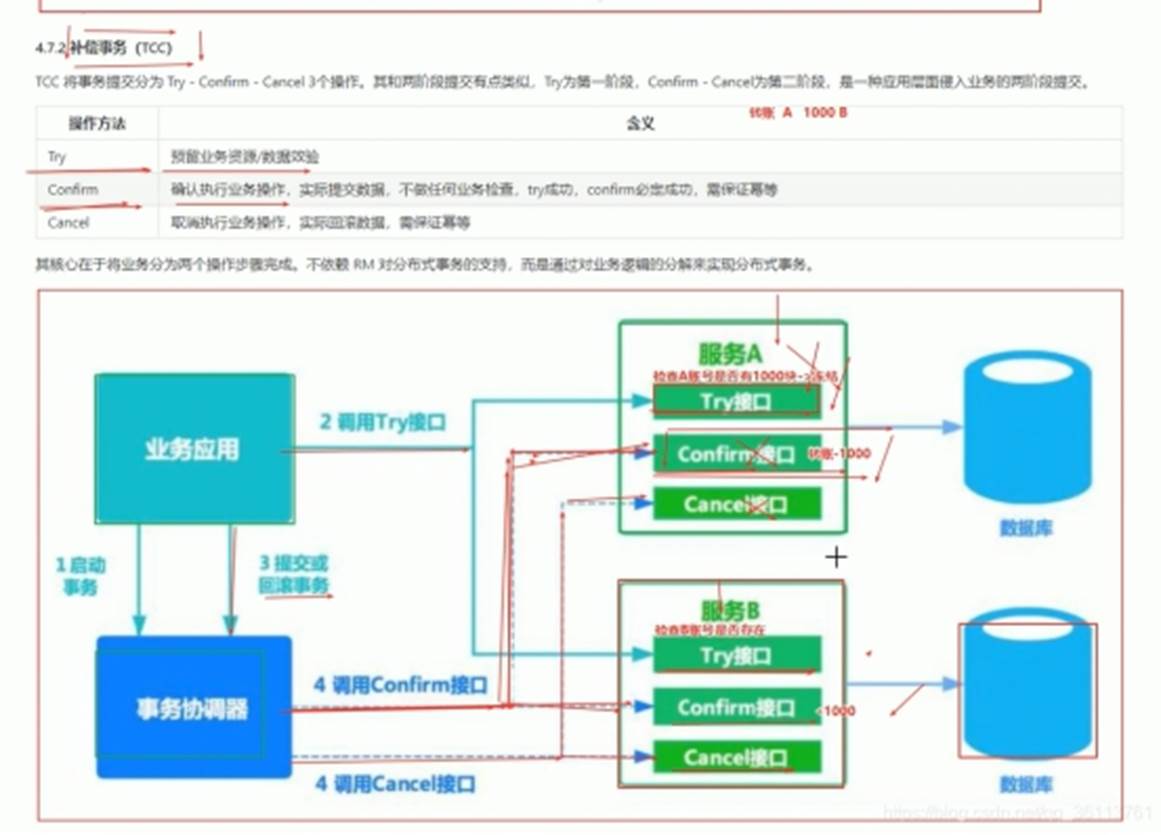 4.7.2 补偿事务（TCC）
TCC 将事务提交分为 Try - Confirm - Cancel 3个操作。其和两阶段提交有点类似，Try为第一阶段，Confirm - Cancel为第二阶段，是一种应用层面侵入业务的两阶段提交。
转账 A 1000 B
操作方法 含义
Try 预留业务资源/数据效验
Confirm 确认执行业务操作，实际提交数据，不做任何业务检查，try成功，confirm必定成功，需保证幂等
Cancel 取消执行业务操作，实际回滚数据，需保证幂等
其核心在于将业务分为两个操作步骤完成。不依赖 RM 对分布式事务的支持，而是通过对业务逻辑的分解来实现分布式事务。
服务A
检查A账号是否有1000块->冻结
Try接口
2 调用Try接口
业务应用
Confirm接口 转账-1000
Cancel接口
数据库
1 启动
事务
3 提交或
回滚事务
服务B
检查B账号是否存在
Try接口
4 调用Confirm接口
事务协调器
Confirm接口 +1000
Cancel接口
4 调用Cancel接口
数据库